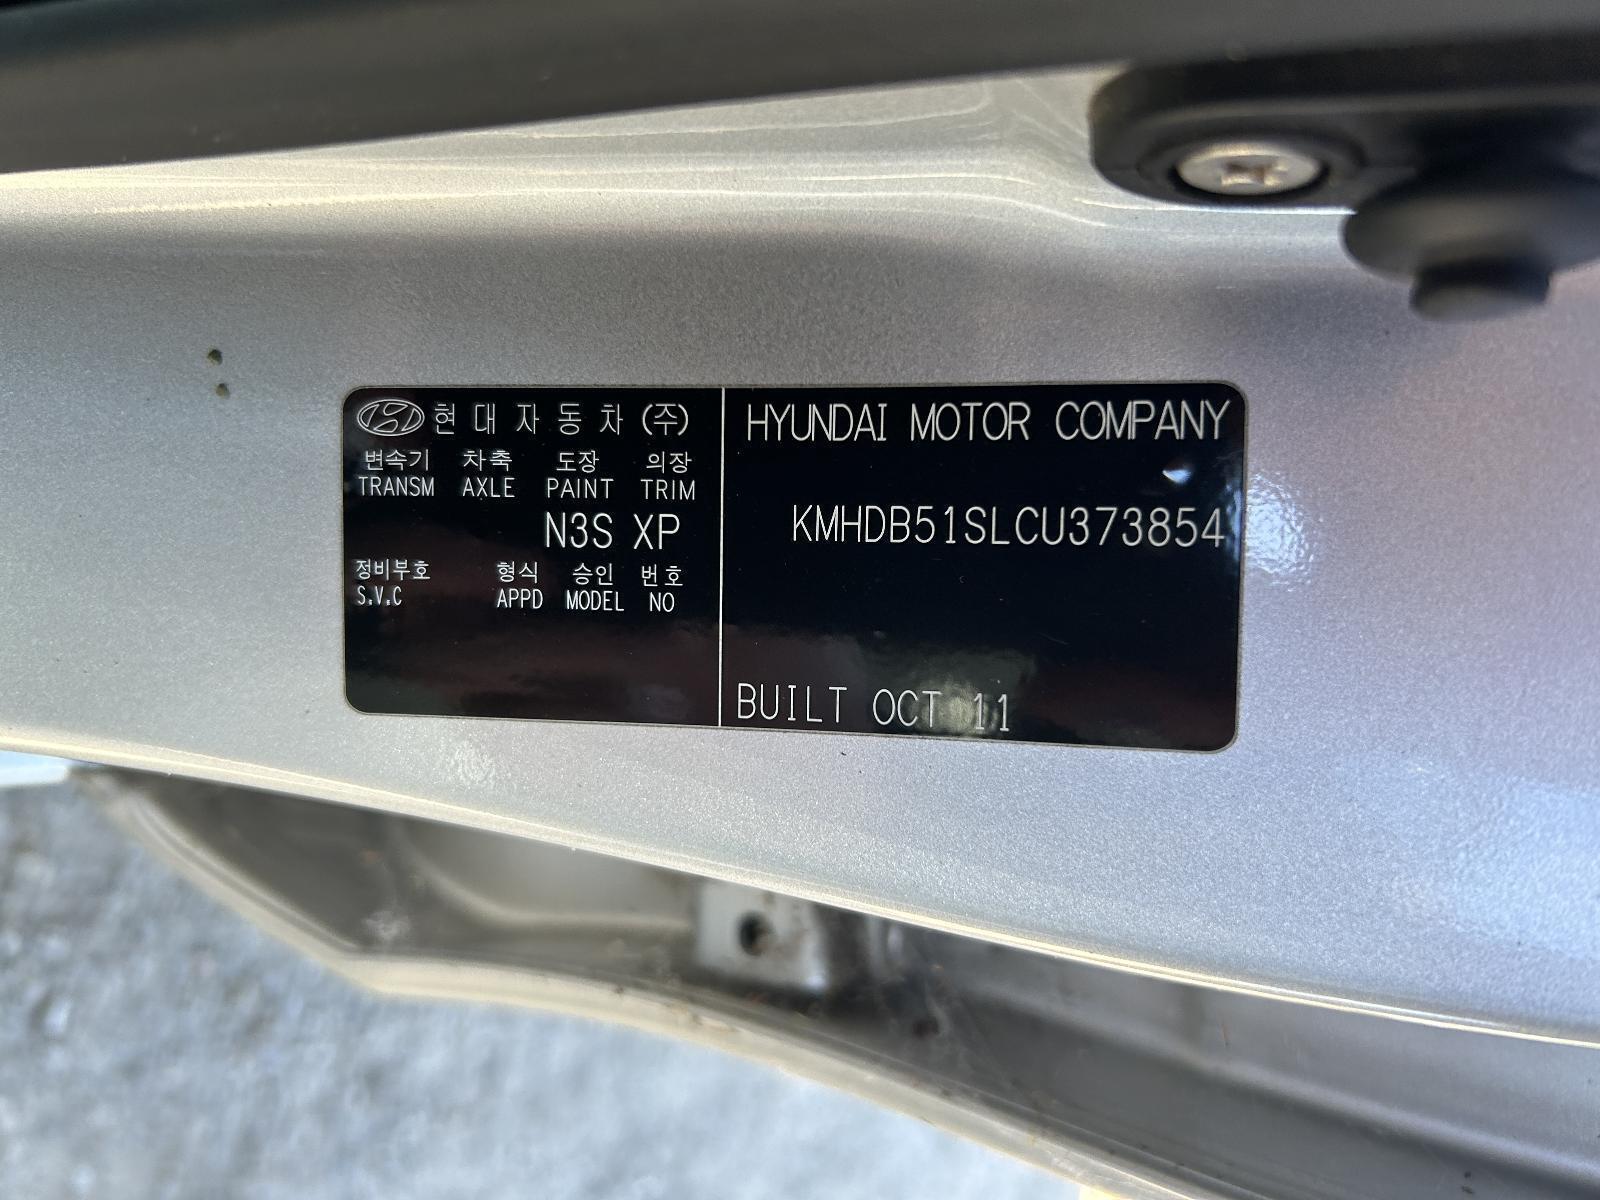 현대자동차(주)
변속기 차축 도장 의장
TRANSM AXLE PAINT TRIM
N3S XP
정비부호 형식 승인 번호
S.V.C APPD MODEL NO
HYUNDAI MOTOR COMPANY
KMHDB51SLCU373854
BUILT OCT 11